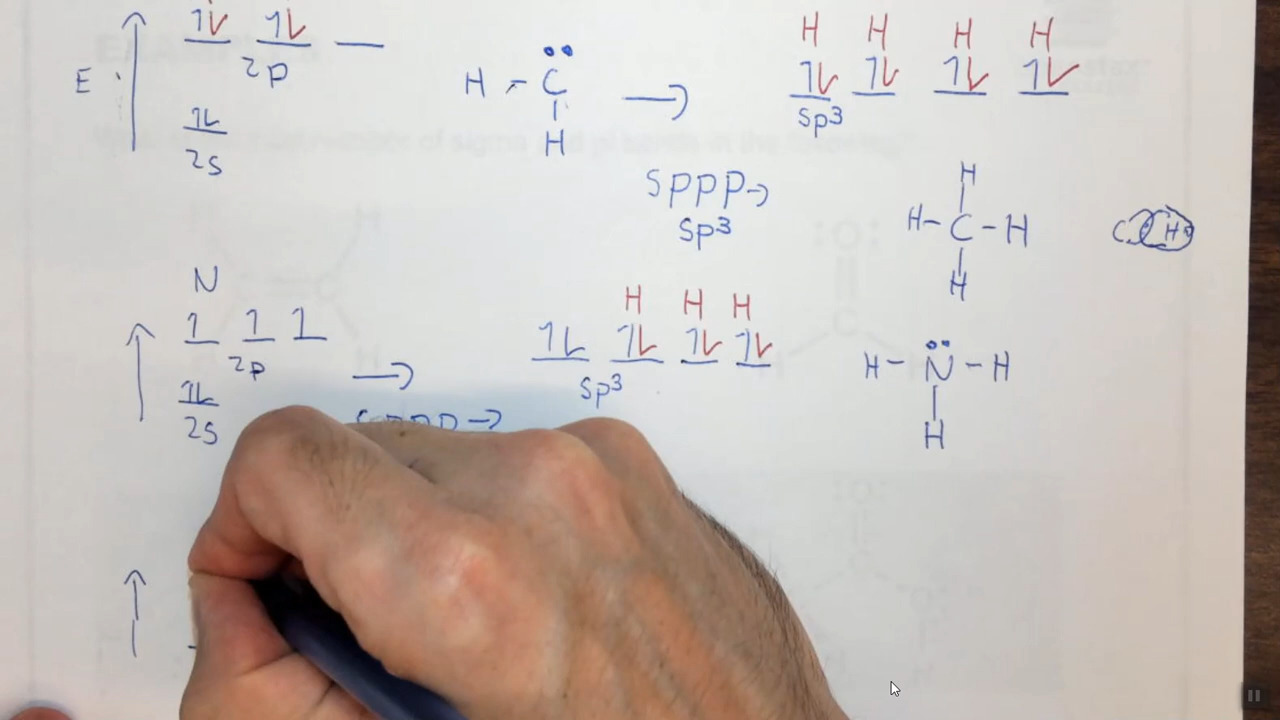 E
2p
2s
H - C̈
H
→
H H H H
sp³
sppp→
sp³
H
H-C-H
H
C H
N
2p
2s
→
H H H
sp³
H- N̈ -H
H